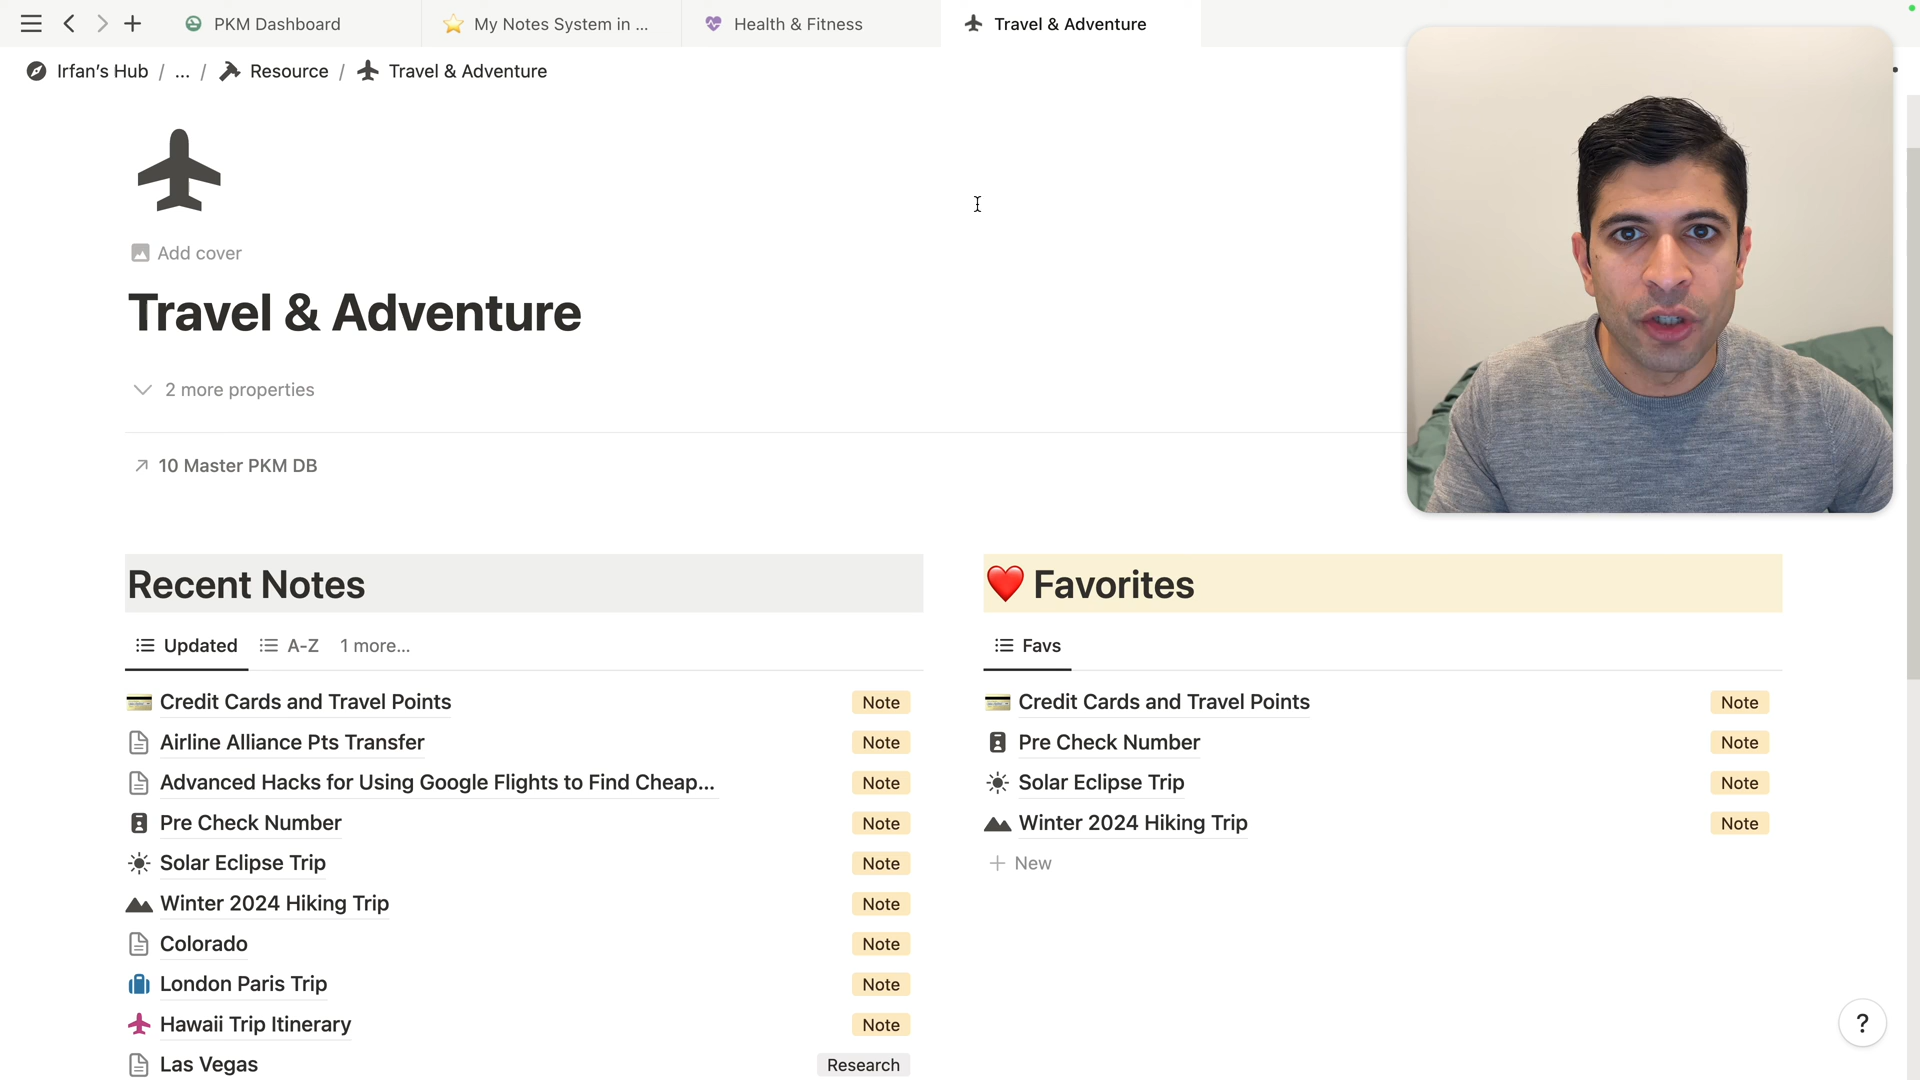 PKM Dashboard
My Notes System in ...
Health & Fitness
Travel & Adventure
Irfan's Hub / ... / Resource / Travel & Adventure
Add cover
Travel & Adventure
2 more properties
10 Master PKM DB
Recent Notes
Updated A-Z 1 more...
Credit Cards and Travel Points Note
Airline Alliance Pts Transfer Note
Advanced Hacks for Using Google Flights to Find Cheap... Note
Pre Check Number Note
Solar Eclipse Trip Note
Winter 2024 Hiking Trip Note
Colorado Note
London Paris Trip Note
Hawaii Trip Itinerary Note
Las Vegas Research
❤️ Favorites
Favs
Credit Cards and Travel Points Note
Pre Check Number Note
Solar Eclipse Trip Note
Winter 2024 Hiking Trip Note
+ New
?